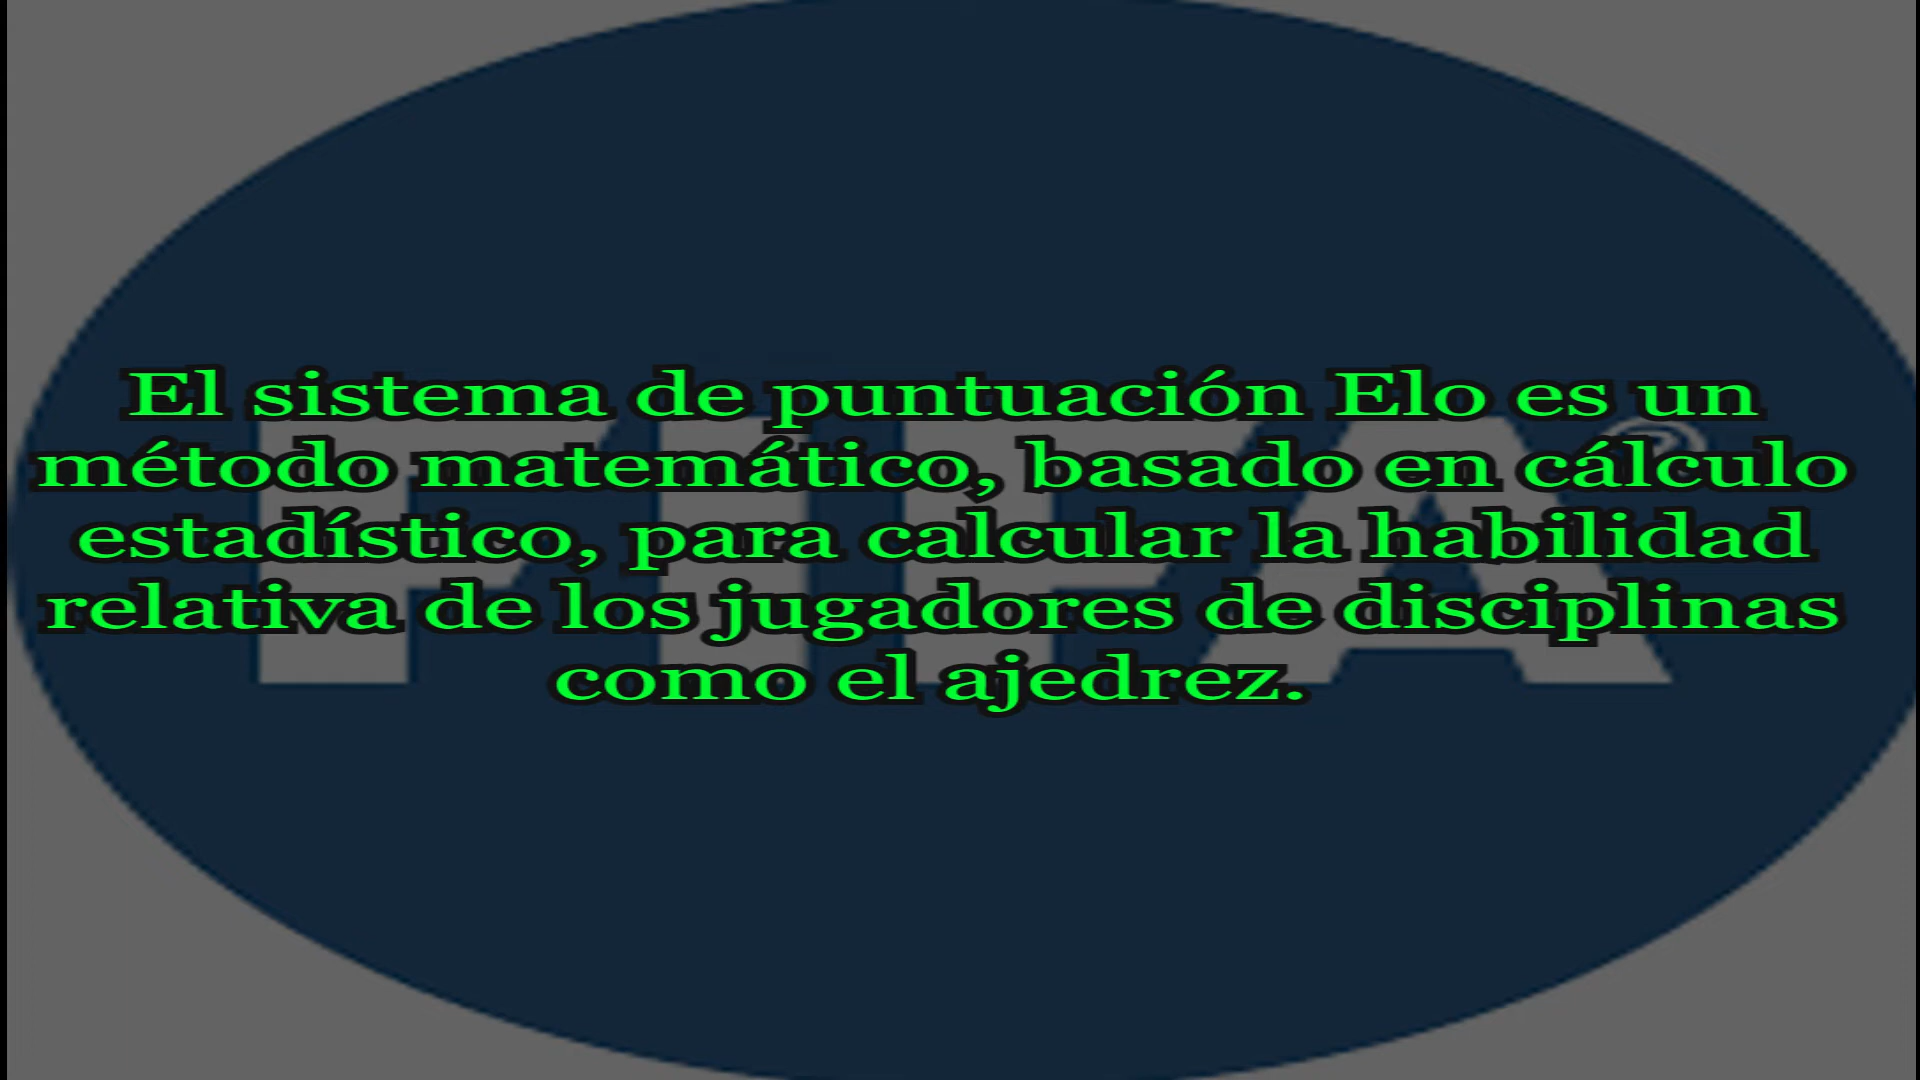 El sistema de puntuación Elo es un
método matemático, basado en cálculo
estadístico, para calcular la habilidad
relativa de los jugadores de disciplinas
como el ajedrez.
FIFA